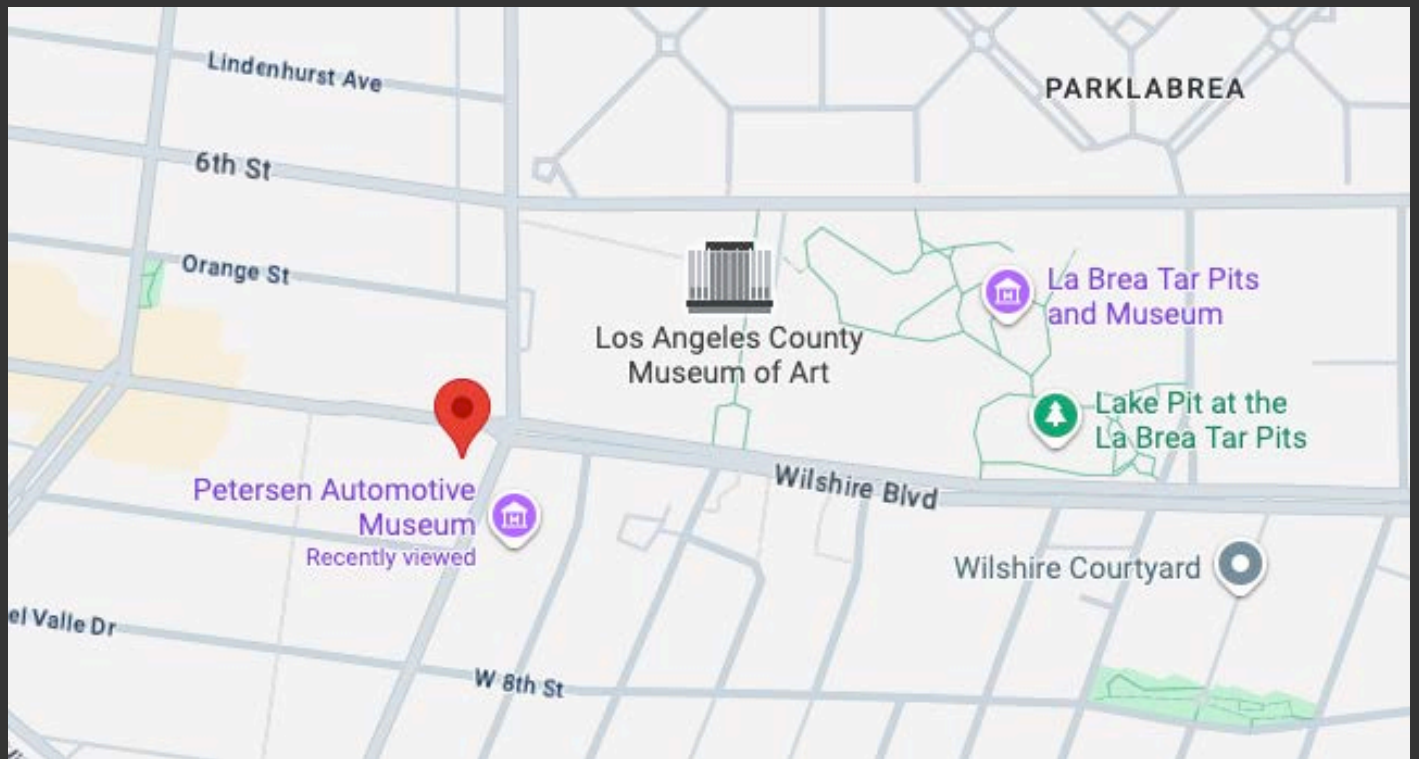 Lindenhurst Ave
PARKLABREA
6th St
Orange St
La Brea Tar Pits
and Museum
Los Angeles County
Museum of Art
Lake Pit at the
La Brea Tar Pits
Wilshire Blvd
Petersen Automotive
Museum
Recently viewed
Wilshire Courtyard
el Valle Dr
W 8th St